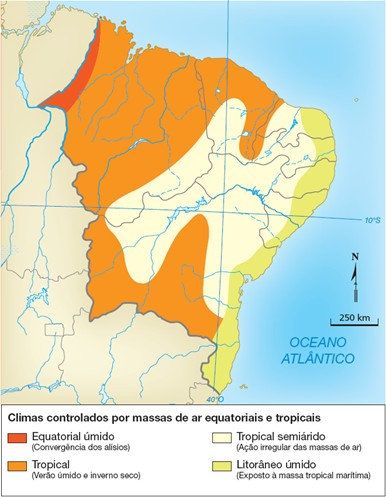 10°S
N
250 km
OCEANO
ATLÂNTICO
40°O
Climas controlados por massas de ar equatoriais e tropicais
Equatorial úmido
(Convergência dos alísios)
Tropical
(Verão úmido e inverno seco)
Tropical semiárido
(Ação irregular das massas de ar)
Litorâneo úmido
(Exposto à massa tropical marítima)